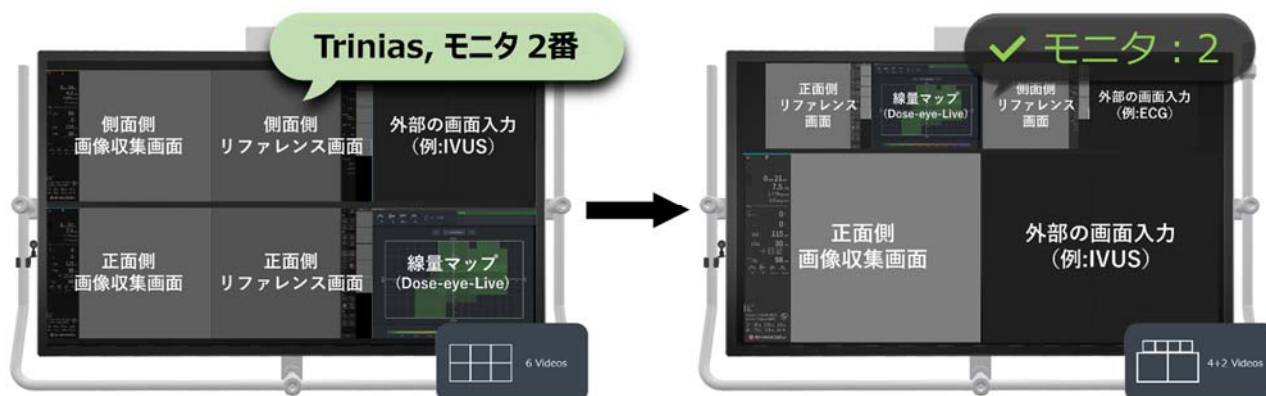 Trinias, モニタ 2番
側面側
画像収集画面
側面側
リファレンス画面
外部の画面入力
(例:IVUS)
正面側
画像収集画面
正面側
リファレンス画面
線量マップ
(Dose-eye-Live)
6 Videos
✓ モニタ：2
正面側
リファレンス
画面
線量マップ
(Dose-eye-Live)
側面側
リファレンス
画面
外部の画面入力
(例:ECG)
正面側
画像収集画面
外部の画面入力
(例:IVUS)
4+2 Videos